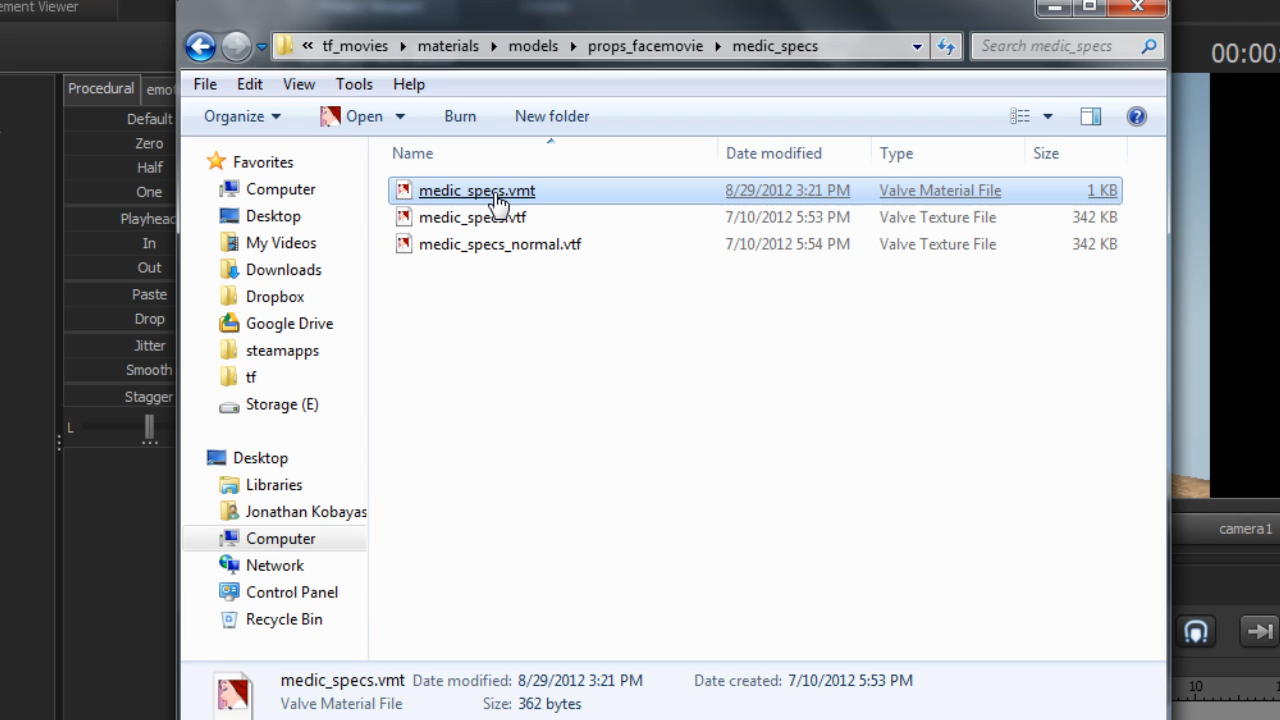 ement Viewer
« tf_movies ▸ materials ▸ models ▸ props_facemovie ▸ medic_specs
Search medic_specs
00:00:
File Edit View Tools Help
Procedural emot
Organize Open Burn New folder
Default
Zero
Half
One
Playhead
In
Out
Paste
Drop
Jitter
Smooth
Stagger
L
Favorites
Computer
Desktop
My Videos
Downloads
Dropbox
Google Drive
steamapps
tf
Storage (E)
Desktop
Libraries
Jonathan Kobayas
Computer
Network
Control Panel
Recycle Bin
Name Date modified Type Size
medic_specs.vmt 8/29/2012 3:21 PM Valve Material File 1 KB
medic_specs.vtf 7/10/2012 5:53 PM Valve Texture File 342 KB
medic_specs_normal.vtf 7/10/2012 5:54 PM Valve Texture File 342 KB
camera1
10
medic_specs.vmt Date modified: 8/29/2012 3:21 PM Date created: 7/10/2012 5:53 PM
Valve Material File Size: 362 bytes